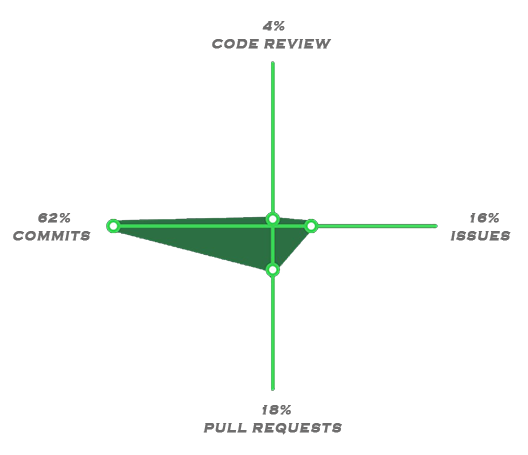 4%
CODE REVIEW
62%
COMMITS
16%
ISSUES
18%
PULL REQUESTS